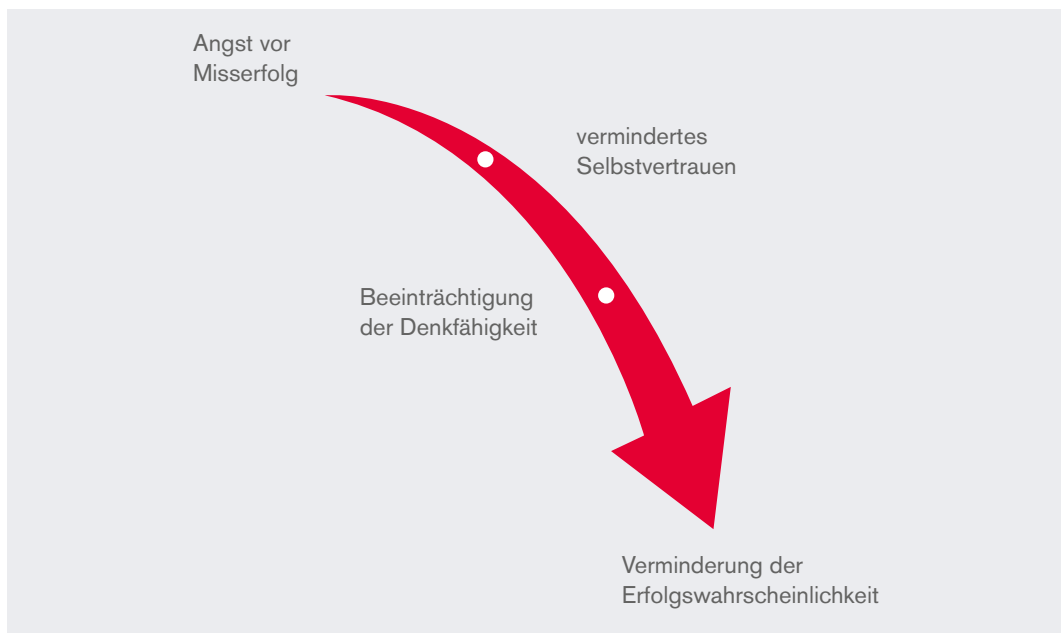 Angst vor
Misserfolg
vermindertes
Selbstvertrauen
Beeinträchtigung
der Denkfähigkeit
Verminderung der
Erfolgswahrscheinlichkeit